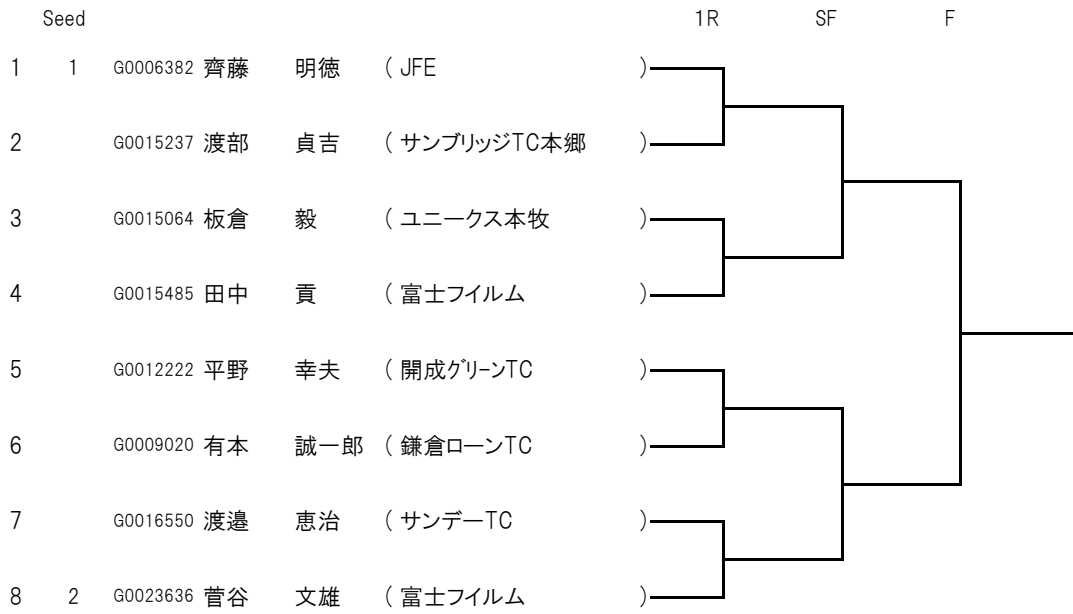 Seed 1R SF F
1 1 G0006382 齊藤 明徳 ( JFE )
2 G0015237 渡部 貞吉 ( サンブリッジTC本郷 )
3 G0015064 板倉 毅 ( ユニークス本牧 )
4 G0015485 田中 貢 ( 富士フイルム )
5 G0012222 平野 幸夫 ( 開成グリーンTC )
6 G0009020 有本 誠一郎 ( 鎌倉ローンTC )
7 G0016550 渡邉 恵治 ( サンデーTC )
8 2 G0023636 菅谷 文雄 ( 富士フイルム )